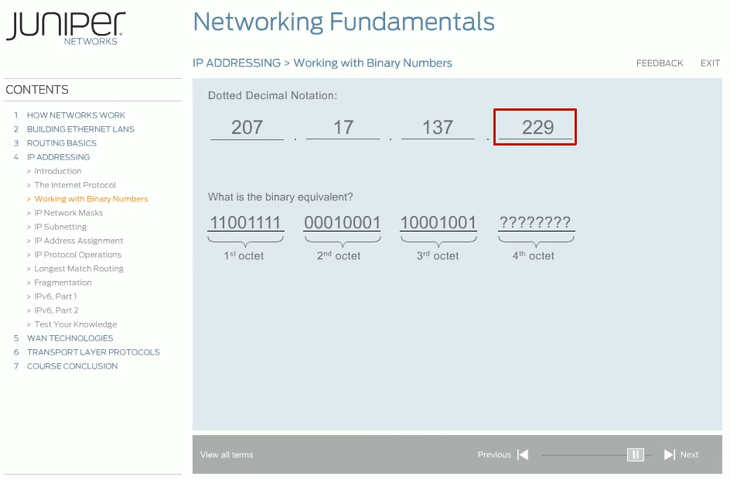 JUNIPER
NETWORKS
Networking Fundamentals
IP ADDRESSING > Working with Binary Numbers
FEEDBACK EXIT
CONTENTS
1 HOW NETWORKS WORK
2 BUILDING ETHERNET LANS
3 ROUTING BASICS
4 IP ADDRESSING
> Introduction
> The Internet Protocol
> Working with Binary Numbers
> IP Network Masks
> IP Subnetting
> IP Address Assignment
> IP Protocol Operations
> Longest Match Routing
> Fragmentation
> IPv6, Part 1
> IPv6, Part 2
> Test Your Knowledge
5 WAN TECHNOLOGIES
6 TRANSPORT LAYER PROTOCOLS
7 COURSE CONCLUSION
Dotted Decimal Notation:
207 . 17 . 137 . 229
What is the binary equivalent?
11001111 00010001 10001001 ????????
1st octet 2nd octet 3rd octet 4th octet
View all terms
Previous Next